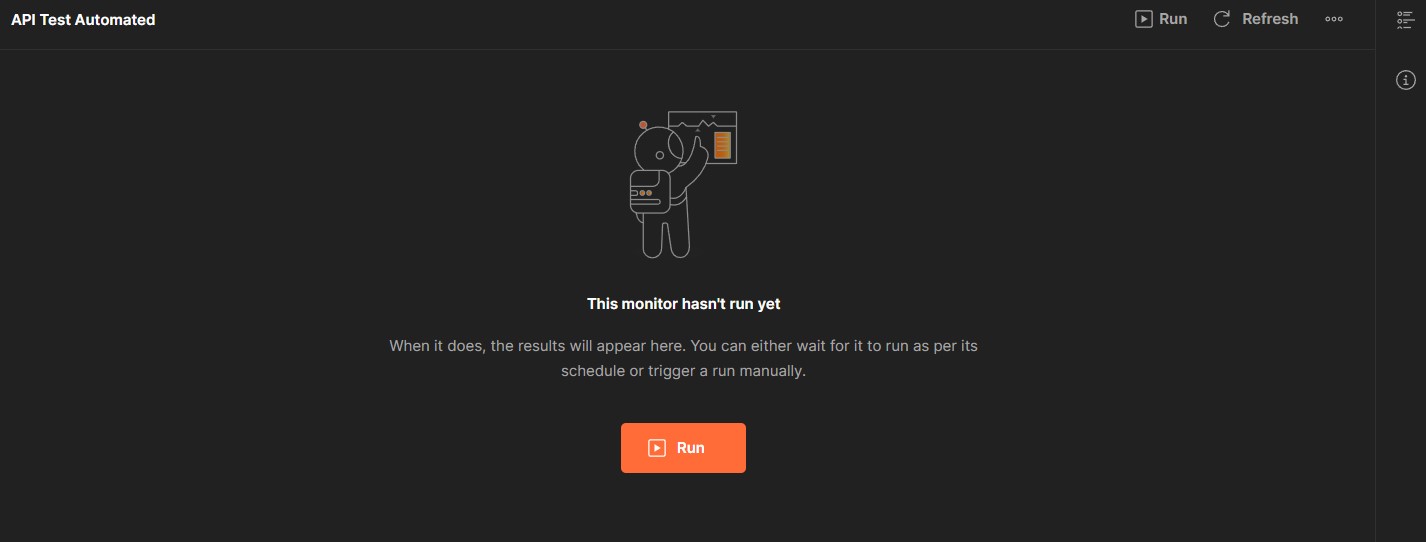 API Test Automated
Run
Refresh
This monitor hasn't run yet
When it does, the results will appear here. You can either wait for it to run as per its
schedule or trigger a run manually.
Run